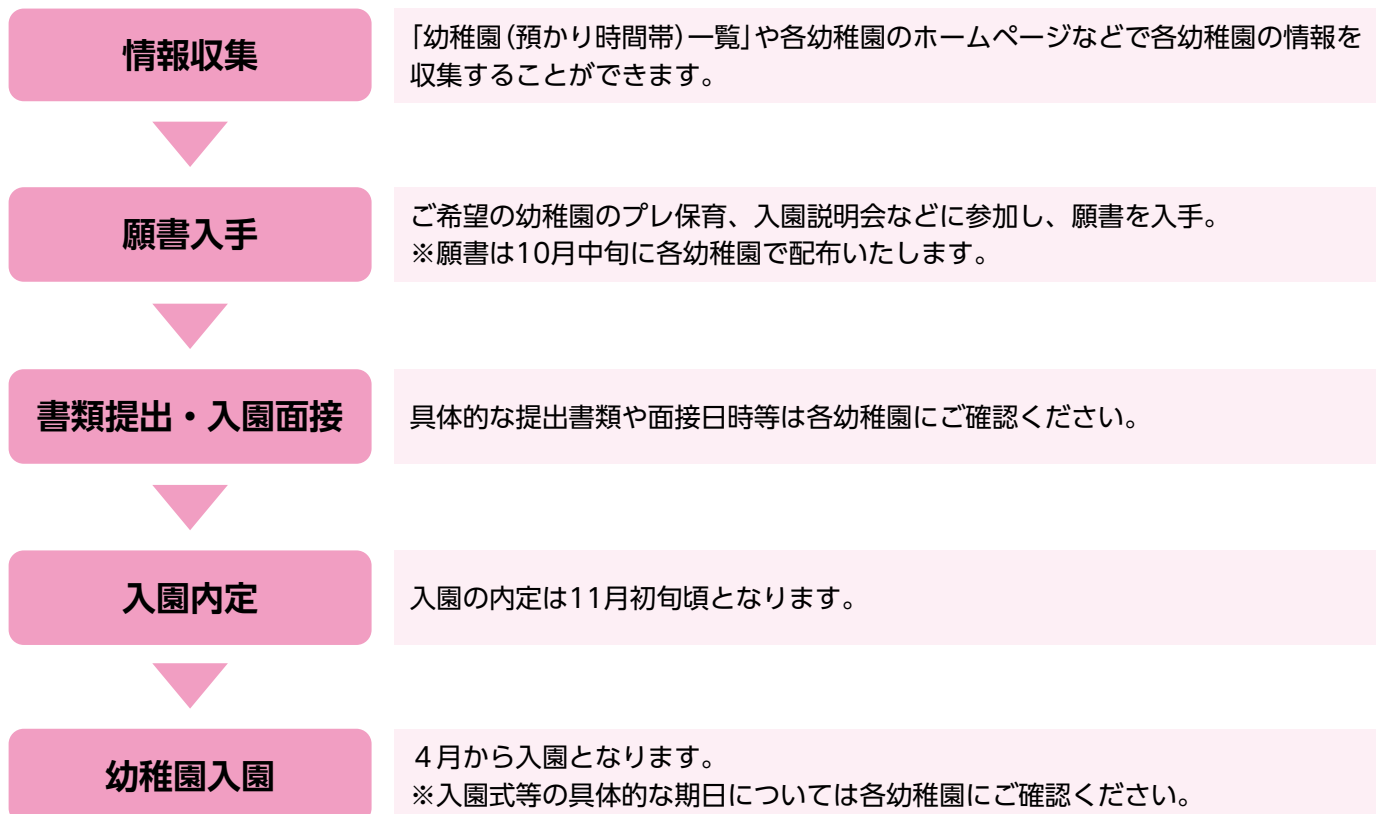 情報収集
「幼稚園(預かり時間帯)一覧」や各幼稚園のホームページなどで各幼稚園の情報を
収集することができます。
願書入手
ご希望の幼稚園のプレ保育、入園説明会などに参加し、願書を入手。
※願書は10月中旬に各幼稚園で配布いたします。
書類提出・入園面接
具体的な提出書類や面接日時等は各幼稚園にご確認ください。
入園内定
入園の内定は11月初旬頃となります。
幼稚園入園
４月から入園となります。
※入園式等の具体的な期日については各幼稚園にご確認ください。